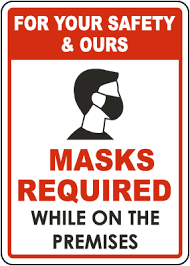 FOR YOUR SAFETY
& OURS
MASKS
REQUIRED
WHILE ON THE
PREMISES